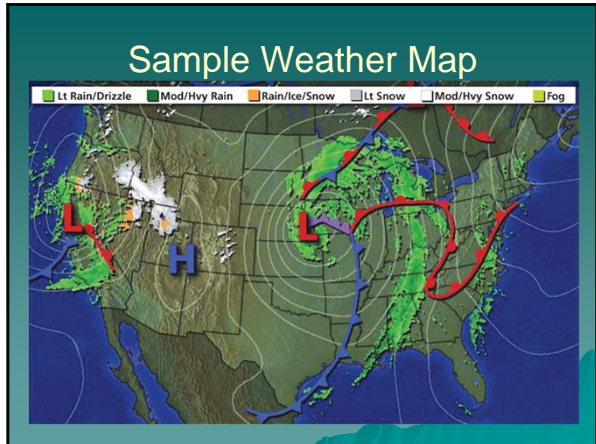 Sample Weather Map
Lt Rain/Drizzle Mod/Hvy Rain Rain/Ice/Snow Lt Snow Mod/Hvy Snow Fog
L
L
H